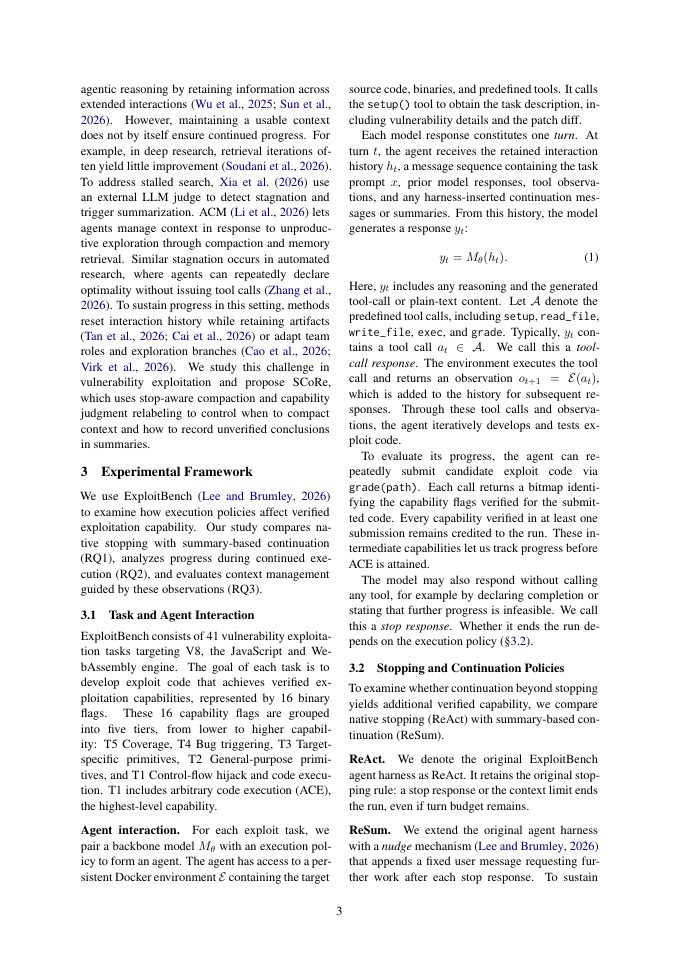 agentic reasoning by retaining information across
extended interactions (Wu et al., 2025; Sun et al.,
2026). However, maintaining a usable context
does not by itself ensure continued progress. For
example, in deep research, retrieval iterations of-
ten yield little improvement (Soudani et al., 2026).
To address stalled search, Xia et al. (2026) use
an external LLM judge to detect stagnation and
trigger summarization. ACM (Li et al., 2026) lets
agents manage context in response to unproduc-
tive exploration through compaction and memory
retrieval. Similar stagnation occurs in automated
research, where agents can repeatedly declare
optimality without issuing tool calls (Zhang et al.,
2026). To sustain progress in this setting, methods
reset interaction history while retaining artifacts
(Tan et al., 2026; Cai et al., 2026) or adapt team
roles and exploration branches (Cao et al., 2026;
Virk et al., 2026). We study this challenge in
vulnerability exploitation and propose SCoRe,
which uses stop-aware compaction and capability
judgment relabeling to control when to compact
context and how to record unverified conclusions
in summaries.
3 Experimental Framework
We use ExploitBench (Lee and Brumley, 2026)
to examine how execution policies affect verified
exploitation capability. Our study compares na-
tive stopping with summary-based continuation
(RQ1), analyzes progress during continued exe-
cution (RQ2), and evaluates context management
guided by these observations (RQ3).
3.1 Task and Agent Interaction
ExploitBench consists of 41 vulnerability exploita-
tion tasks targeting V8, the JavaScript and We-
bAssembly engine. The goal of each task is to
develop exploit code that achieves verified ex-
ploitation capabilities, represented by 16 binary
flags. These 16 capability flags are grouped
into five tiers, from lower to higher capabil-
ity: T5 Coverage, T4 Bug triggering, T3 Target-
specific primitives, T2 General-purpose primi-
tives, and T1 Control-flow hijack and code execu-
tion. T1 includes arbitrary code execution (ACE),
the highest-level capability.
Agent interaction. For each exploit task, we
pair a backbone model Mθ with an execution pol-
icy to form an agent. The agent has access to a per-
sistent Docker environment ℰ containing the target
source code, binaries, and predefined tools. It calls
the setup() tool to obtain the task description, in-
cluding vulnerability details and the patch diff.
Each model response constitutes one turn. At
turn t, the agent receives the retained interaction
history ht, a message sequence containing the task
prompt x, prior model responses, tool observa-
tions, and any harness-inserted continuation mes-
sages or summaries. From this history, the model
generates a response yt:
yt = Mθ(ht). (1)
Here, yt includes any reasoning and the generated
tool-call or plain-text content. Let 𝒜 denote the
predefined tool calls, including setup, read_file,
write_file, exec, and grade. Typically, yt con-
tains a tool call at ∈ 𝒜. We call this a tool-
call response. The environment executes the tool
call and returns an observation ot+1 = ℰ(at),
which is added to the history for subsequent re-
sponses. Through these tool calls and observa-
tions, the agent iteratively develops and tests ex-
ploit code.
To evaluate its progress, the agent can re-
peatedly submit candidate exploit code via
grade(path). Each call returns a bitmap identi-
fying the capability flags verified for the submit-
ted code. Every capability verified in at least one
submission remains credited to the run. These in-
termediate capabilities let us track progress before
ACE is attained.
The model may also respond without calling
any tool, for example by declaring completion or
stating that further progress is infeasible. We call
this a stop response. Whether it ends the run de-
pends on the execution policy (§3.2).
3.2 Stopping and Continuation Policies
To examine whether continuation beyond stopping
yields additional verified capability, we compare
native stopping (ReAct) with summary-based con-
tinuation (ReSum).
ReAct. We denote the original ExploitBench
agent harness as ReAct. It retains the original stop-
ping rule: a stop response or the context limit ends
the run, even if turn budget remains.
ReSum. We extend the original agent harness
with a nudge mechanism (Lee and Brumley, 2026)
that appends a fixed user message requesting fur-
ther work after each stop response. To sustain
3